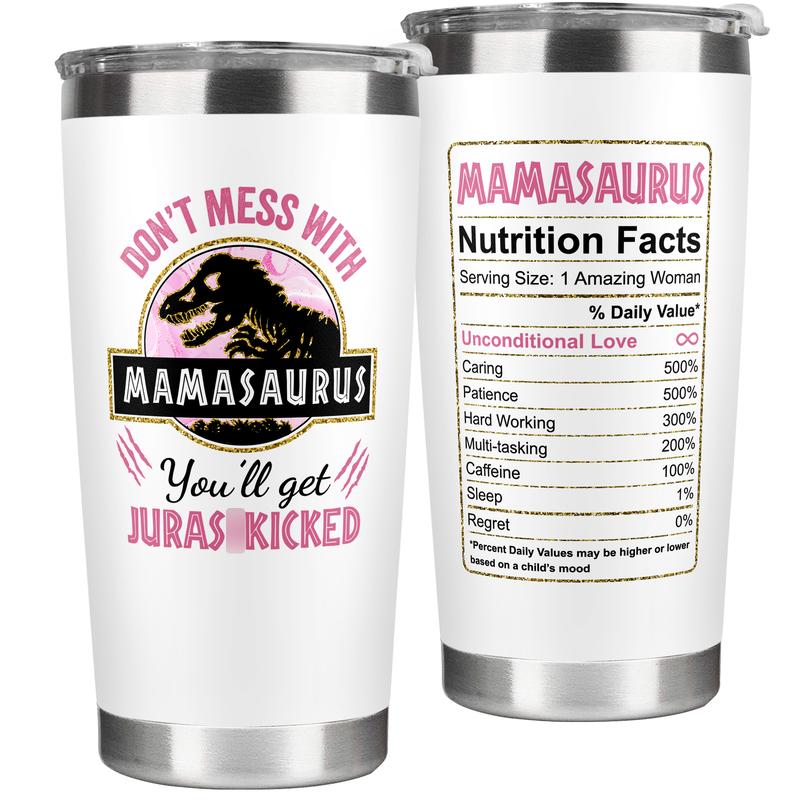 DON'T MESS WITH
MAMASAURUS
You'll get
JURAS KICKED
MAMASAURUS
Nutrition Facts
Serving Size: 1 Amazing Woman
% Daily Value*
Unconditional Love ∞
Caring 500%
Patience 500%
Hard Working 300%
Multi-tasking 200%
Caffeine 100%
Sleep 1%
Regret 0%
*Percent Daily Values may be higher or lower
based on a child's mood